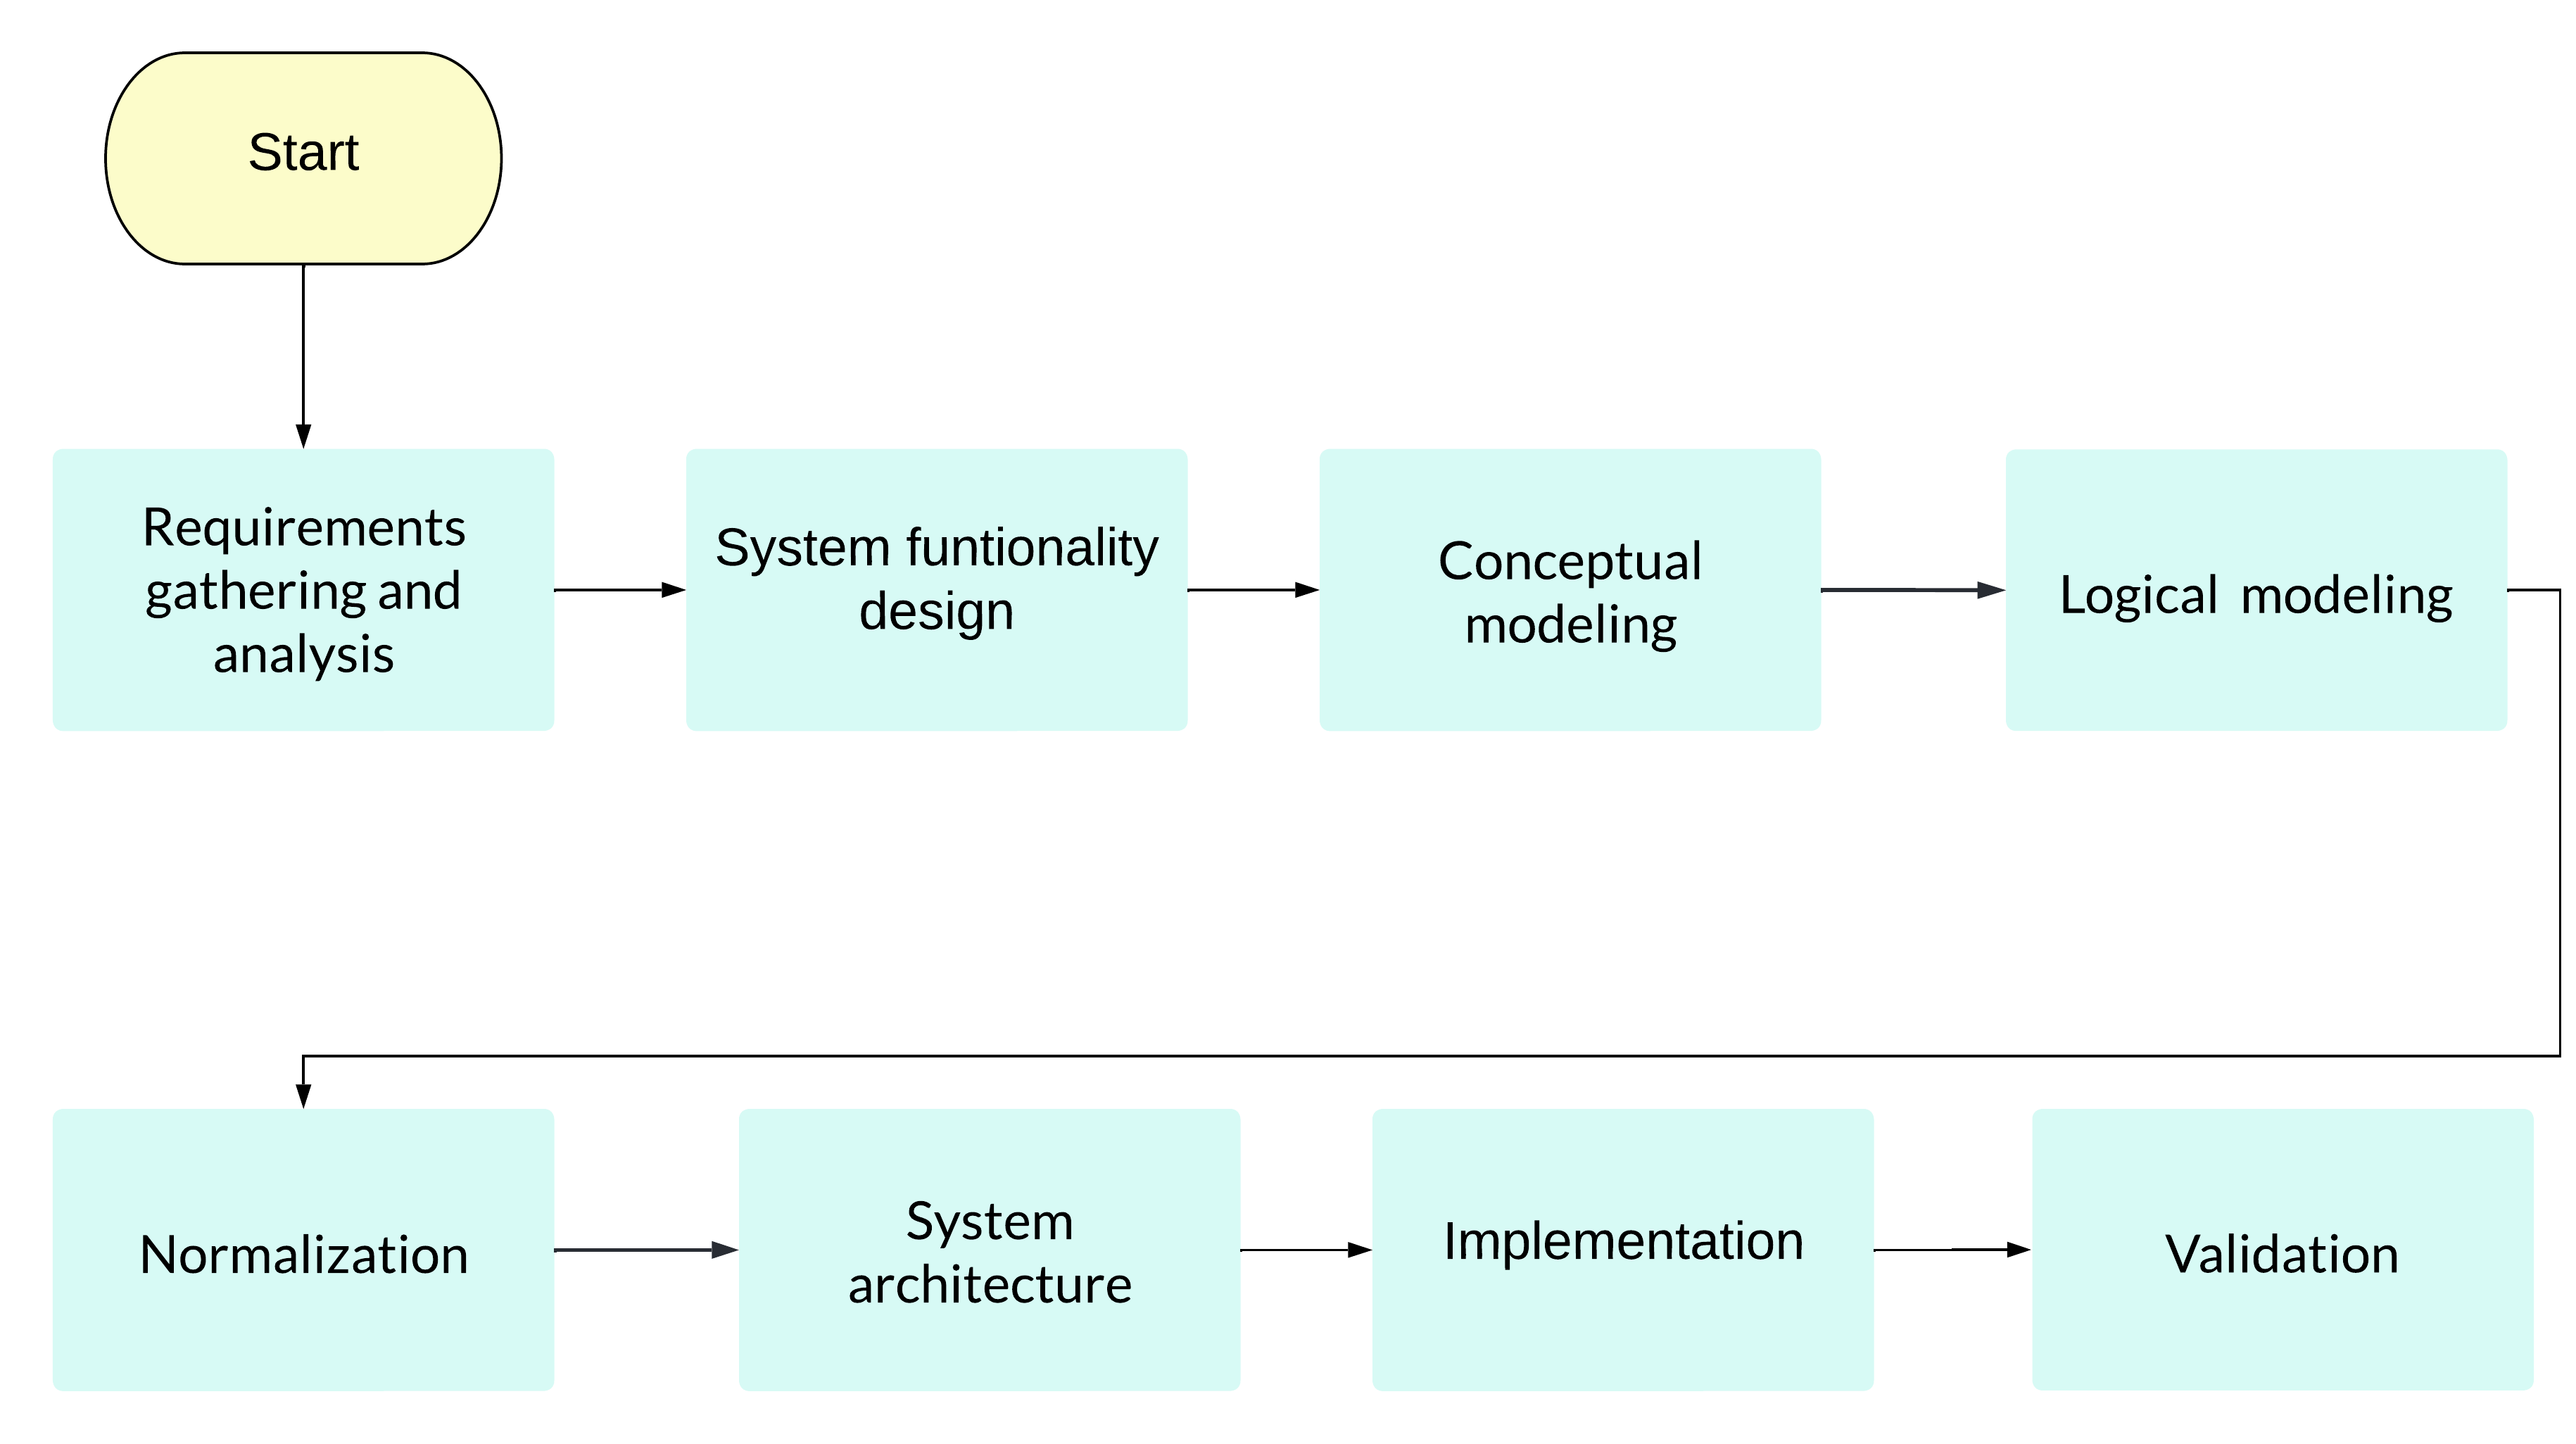 Start
Requirements
gathering and
analysis
System funtionality
design
Conceptual
modeling
Logical modeling
Normalization
System
architecture
Implementation
Validation